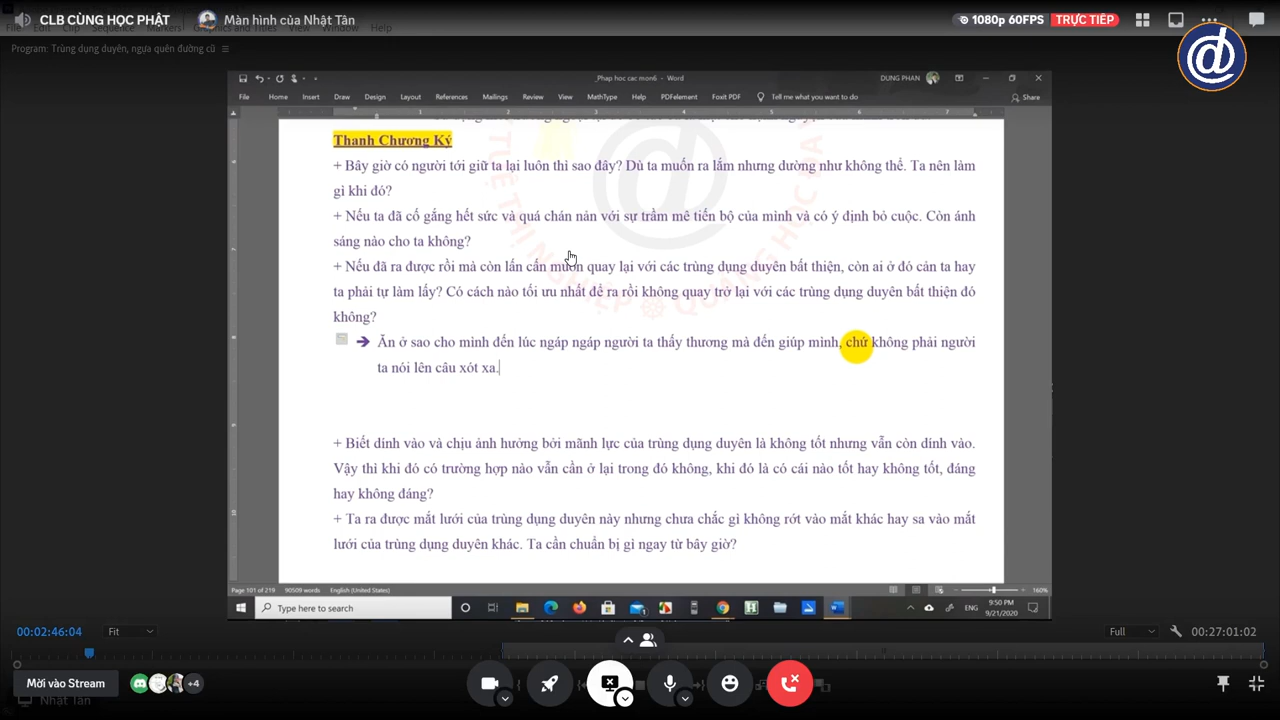 CLB CÙNG HỌC PHẬT
Màn hình của Nhật Tân
1080p 60FPS
TRỰC TIẾP
File Edit Clip Sequence Markers Graphics and Titles View Window Help
Program: Trùng dụng duyên, ngựa quên đường cũ
_Phap hoc cac mon6 - Word
DUNG PHAN
File Home Insert Draw Design Layout References Mailings Review View MathType Help PDFelement Foxit PDF Tell me what you want to do Share
Thanh Chương Ký
+ Bây giờ có người tới giữ ta lại luôn thì sao đây? Dù ta muốn ra lắm nhưng dường như không thể. Ta nên làm
gì khi đó?
+ Nếu ta đã cố gắng hết sức và quá chán nản với sự trầm mê tiến bộ của mình và có ý định bỏ cuộc. Còn ánh
sáng nào cho ta không?
+ Nếu đã ra được rồi mà còn lấn cấn muốn quay lại với các trùng dụng duyên bất thiện, còn ai ở đó cản ta hay
ta phải tự làm lấy? Có cách nào tối ưu nhất để ra rồi không quay trở lại với các trùng dụng duyên bất thiện đó
không?
➔ Ăn ở sao cho mình đến lúc ngáp ngáp người ta thấy thương mà đến giúp mình, chứ không phải người
ta nói lên câu xót xa.
+ Biết dính vào và chịu ảnh hưởng bởi mãnh lực của trùng dụng duyên là không tốt nhưng vẫn còn dính vào.
Vậy thì khi đó có trường hợp nào vẫn cần ở lại trong đó không, khi đó là có cái nào tốt hay không tốt, đáng
hay không đáng?
+ Ta ra được mắt lưới của trùng dụng duyên này nhưng chưa chắc gì không rớt vào mắt khác hay sa vào mắt
lưới của trùng dụng duyên khác. Ta cần chuẩn bị gì ngay từ bây giờ?
Page 101 of 219 90509 words English (United States)
160%
Type here to search
ENG
9:50 PM
9/21/2020
00:02:46:04
Fit
Full
00:27:01:02
Mời vào Stream
+4
Nhật Tân